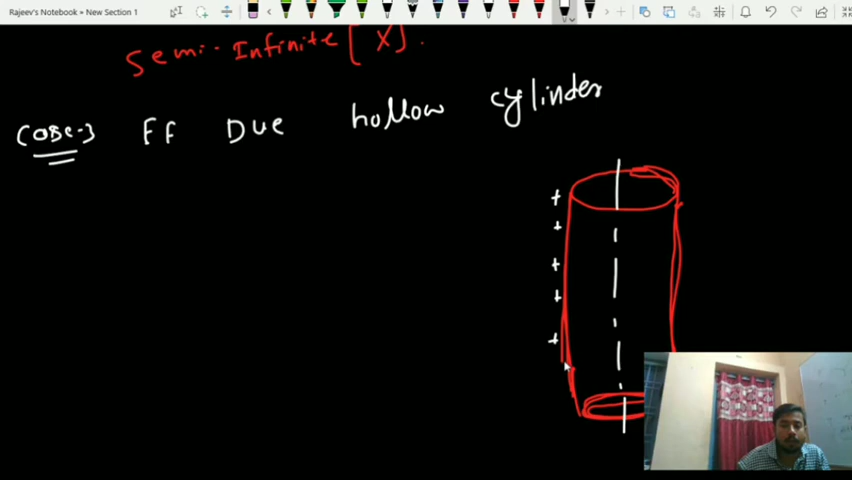 Rajeev's Notebook » New Section 1
Semi-Infinite [X].
Case-3 EF Due hollow cylinder
+
+
+
+
+